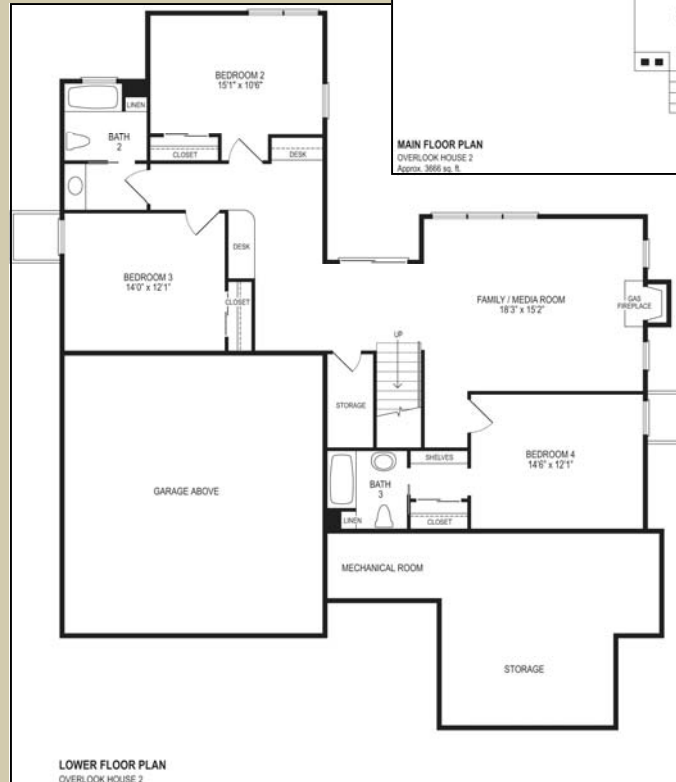 MAIN FLOOR PLAN
OVERLOOK HOUSE 2
Approx. 3666 sq. ft.
BEDROOM 2
15'1" x 10'6"
LINEN
BATH
2
CLOSET
DESK
DESK
BEDROOM 3
14'0" x 12'1"
CLOSET
FAMILY / MEDIA ROOM
18'3" x 15'2"
GAS
FIREPLACE
UP
STORAGE
GARAGE ABOVE
SHELVES
BEDROOM 4
14'6" x 12'1"
BATH
3
LINEN
CLOSET
MECHANICAL ROOM
STORAGE
LOWER FLOOR PLAN
OVERLOOK HOUSE 2